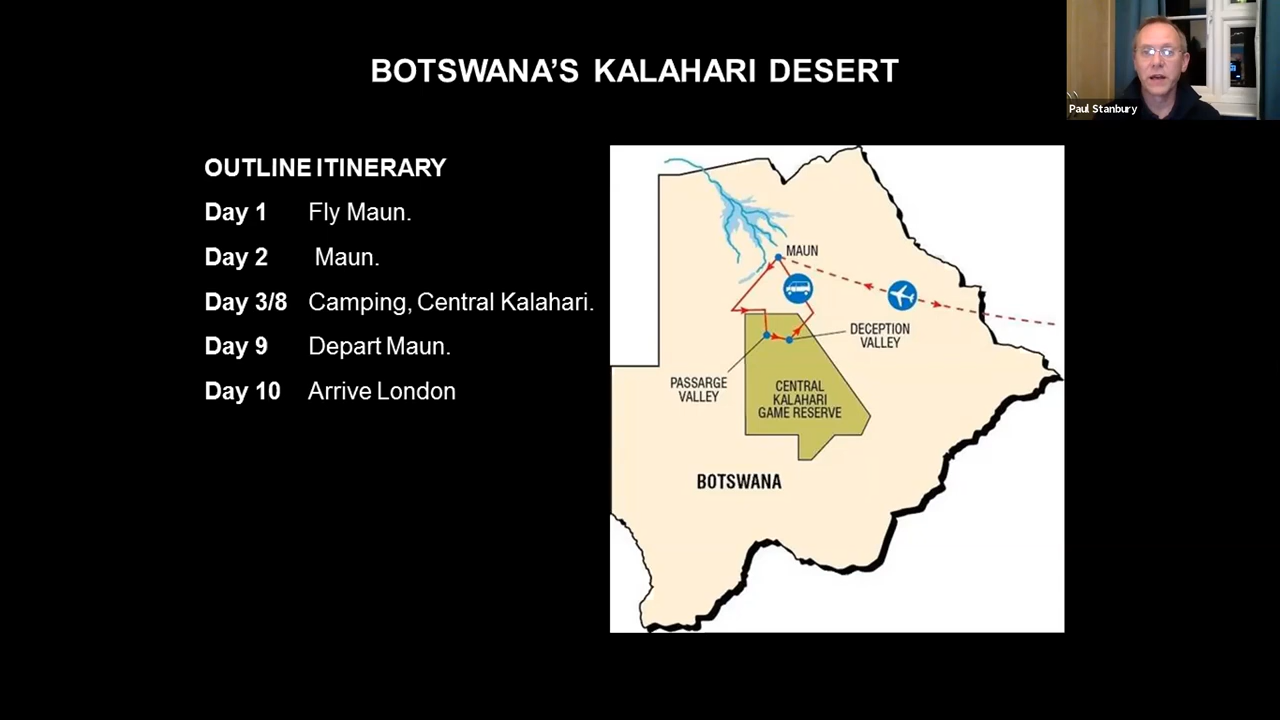 BOTSWANA'S KALAHARI DESERT
Paul Stanbury
OUTLINE ITINERARY
Day 1 Fly Maun.
Day 2 Maun.
Day 3/8 Camping, Central Kalahari.
Day 9 Depart Maun.
Day 10 Arrive London
MAUN
DECEPTION
VALLEY
PASSARGE
VALLEY
CENTRAL
KALAHARI
GAME RESERVE
BOTSWANA